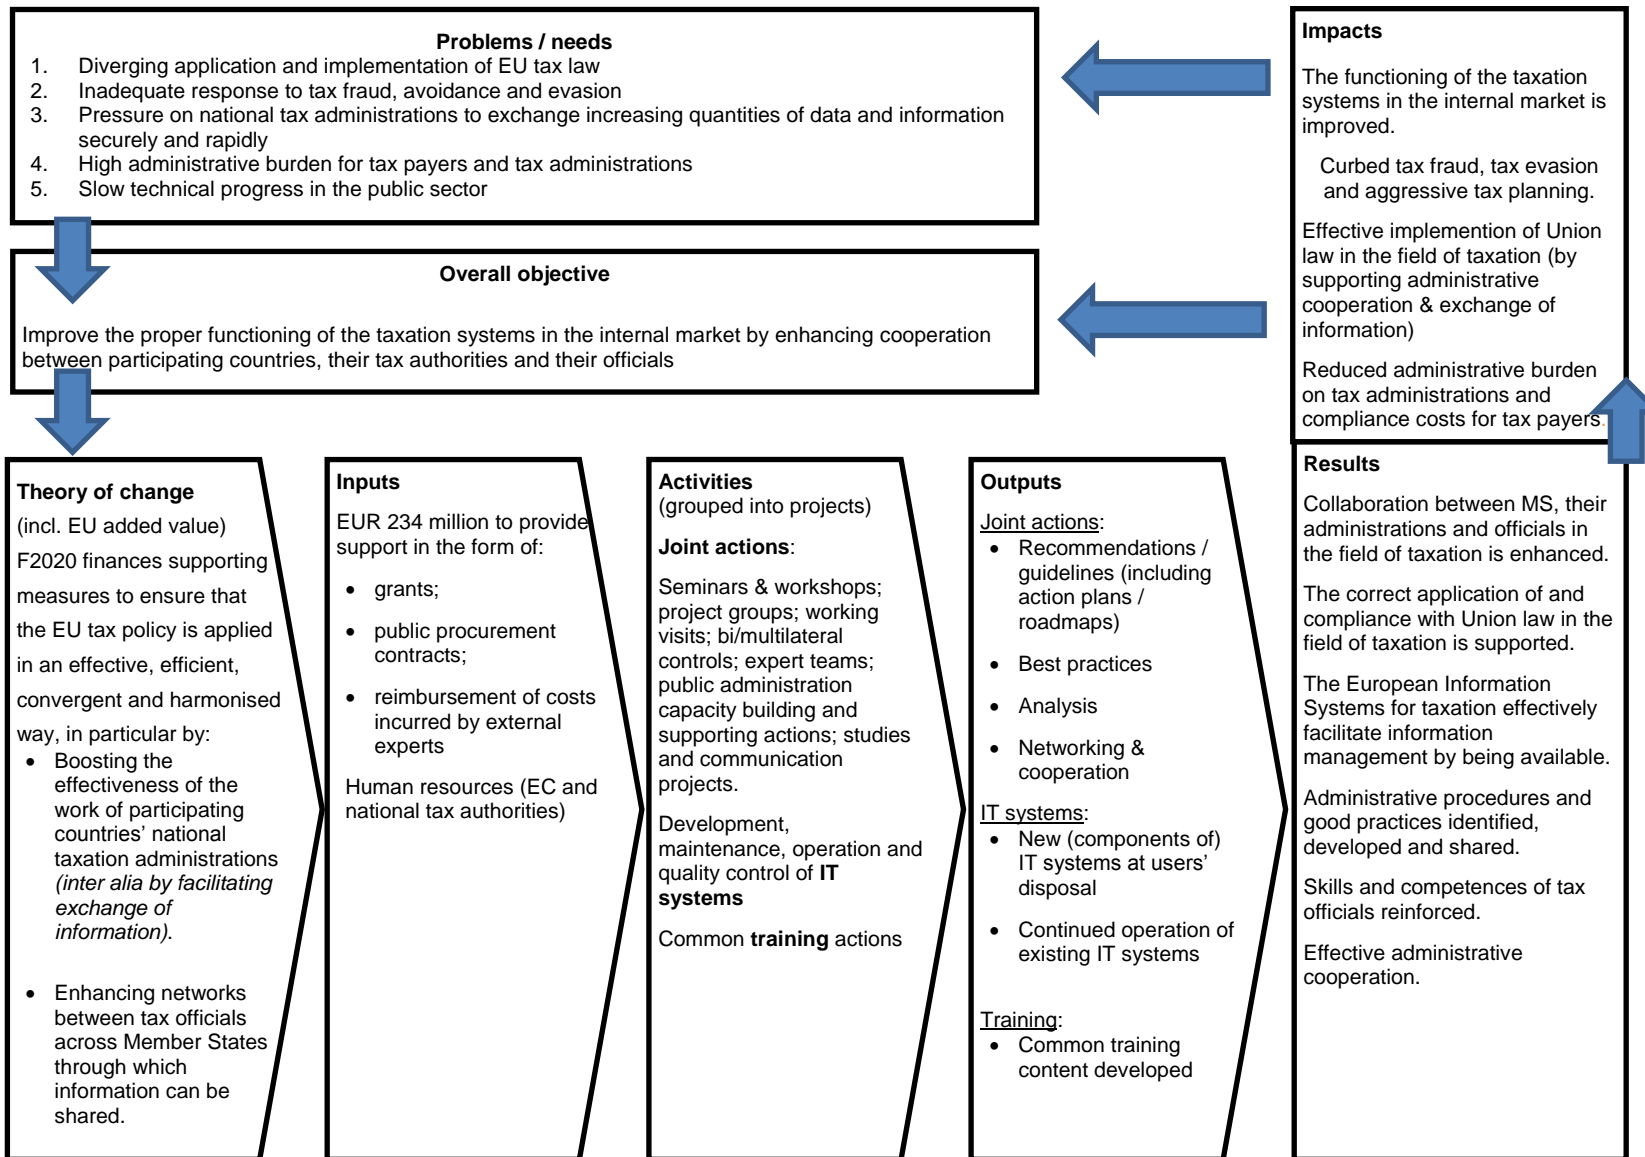 Problems / needs
1. Diverging application and implementation of EU tax law
2. Inadequate response to tax fraud, avoidance and evasion
3. Pressure on national tax administrations to exchange increasing quantities of data and information
securely and rapidly
4. High administrative burden for tax payers and tax administrations
5. Slow technical progress in the public sector
Overall objective
Improve the proper functioning of the taxation systems in the internal market by enhancing cooperation
between participating countries, their tax authorities and their officials
Theory of change
(incl. EU added value)
F2020 finances supporting
measures to ensure that
the EU tax policy is applied
in an effective, efficient,
convergent and harmonised
way, in particular by:
• Boosting the
effectiveness of the
work of participating
countries' national
taxation administrations
(inter alia by facilitating
exchange of
information).
• Enhancing networks
between tax officials
across Member States
through which
information can be
shared.
Inputs
EUR 234 million to provide
support in the form of:
• grants;
• public procurement
contracts;
• reimbursement of costs
incurred by external
experts
Human resources (EC and
national tax authorities)
Activities
(grouped into projects)
Joint actions:
Seminars & workshops;
project groups; working
visits; bi/multilateral
controls; expert teams;
public administration
capacity building and
supporting actions; studies
and communication
projects.
Development,
maintenance, operation and
quality control of IT
systems
Common training actions
Outputs
Joint actions:
• Recommendations /
guidelines (including
action plans /
roadmaps)
• Best practices
• Analysis
• Networking &
cooperation
IT systems:
• New (components of)
IT systems at users'
disposal
• Continued operation of
existing IT systems
Training:
• Common training
content developed
Results
Collaboration between MS, their
administrations and officials in
the field of taxation is enhanced.
The correct application of and
compliance with Union law in the
field of taxation is supported.
The European Information
Systems for taxation effectively
facilitate information
management by being available.
Administrative procedures and
good practices identified,
developed and shared.
Skills and competences of tax
officials reinforced.
Effective administrative
cooperation.
Impacts
The functioning of the taxation
systems in the internal market is
improved.
Curbed tax fraud, tax evasion
and aggressive tax planning.
Effective implemention of Union
law in the field of taxation (by
supporting administrative
cooperation & exchange of
information)
Reduced administrative burden
on tax administrations and
compliance costs for tax payers.